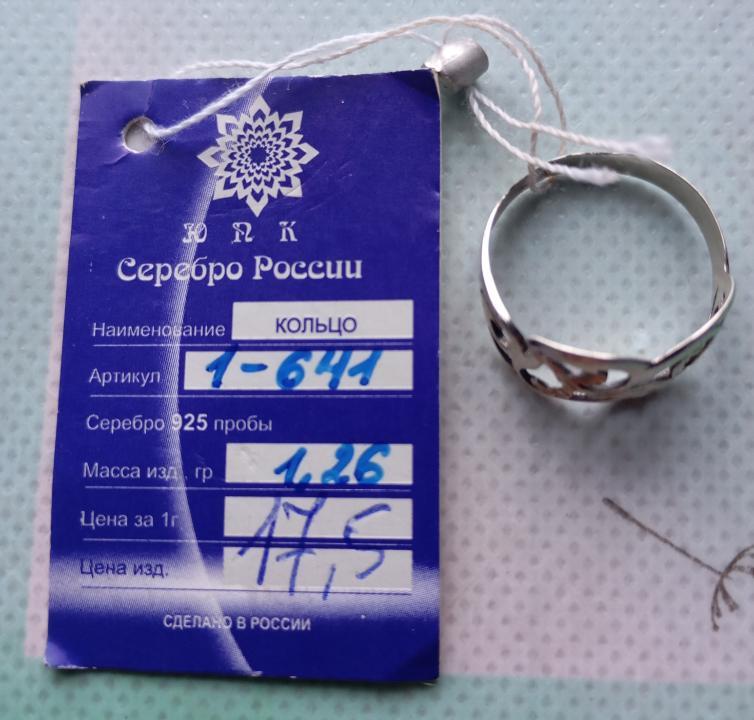 ЮПК
Серебро России
Наименование КОЛЬЦО
Артикул 1-641
Серебро 925 пробы
Масса изд., гр 1,26
Цена за 1г
Цена изд. 17,5
СДЕЛАНО В РОССИИ